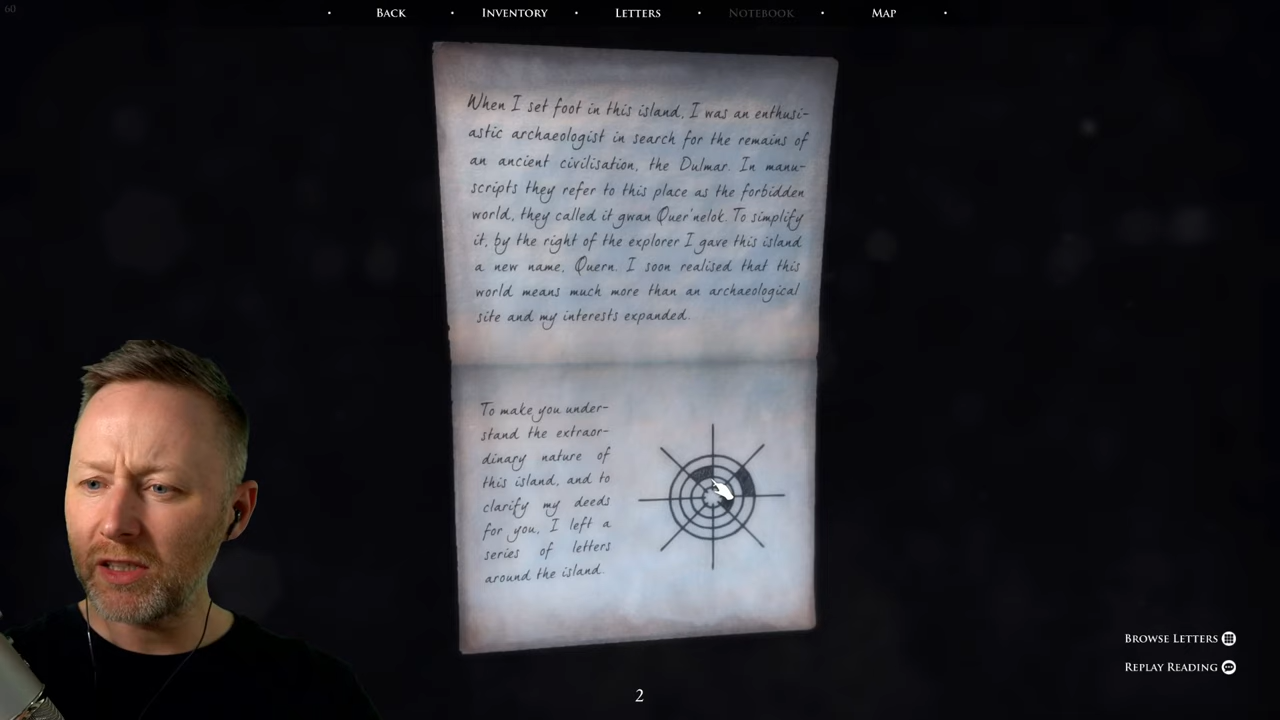 60
BACK
INVENTORY
LETTERS
NOTEBOOK
MAP
When I set foot in this island, I was an enthusi-
astic archaeologist in search for the remains of
an ancient civilisation, the Dulmar. In manu-
scripts they refer to this place as the forbidden
world, they called it gwan Quer'nelok. To simplify
it, by the right of the explorer I gave this island
a new name, Quern. I soon realised that this
world means much more than an archaeological
site and my interests expanded.
To make you under-
stand the extraor-
dinary nature of
this island, and to
clarify my deeds
for you, I left a
series of letters
around the island.
BROWSE LETTERS
REPLAY READING
2